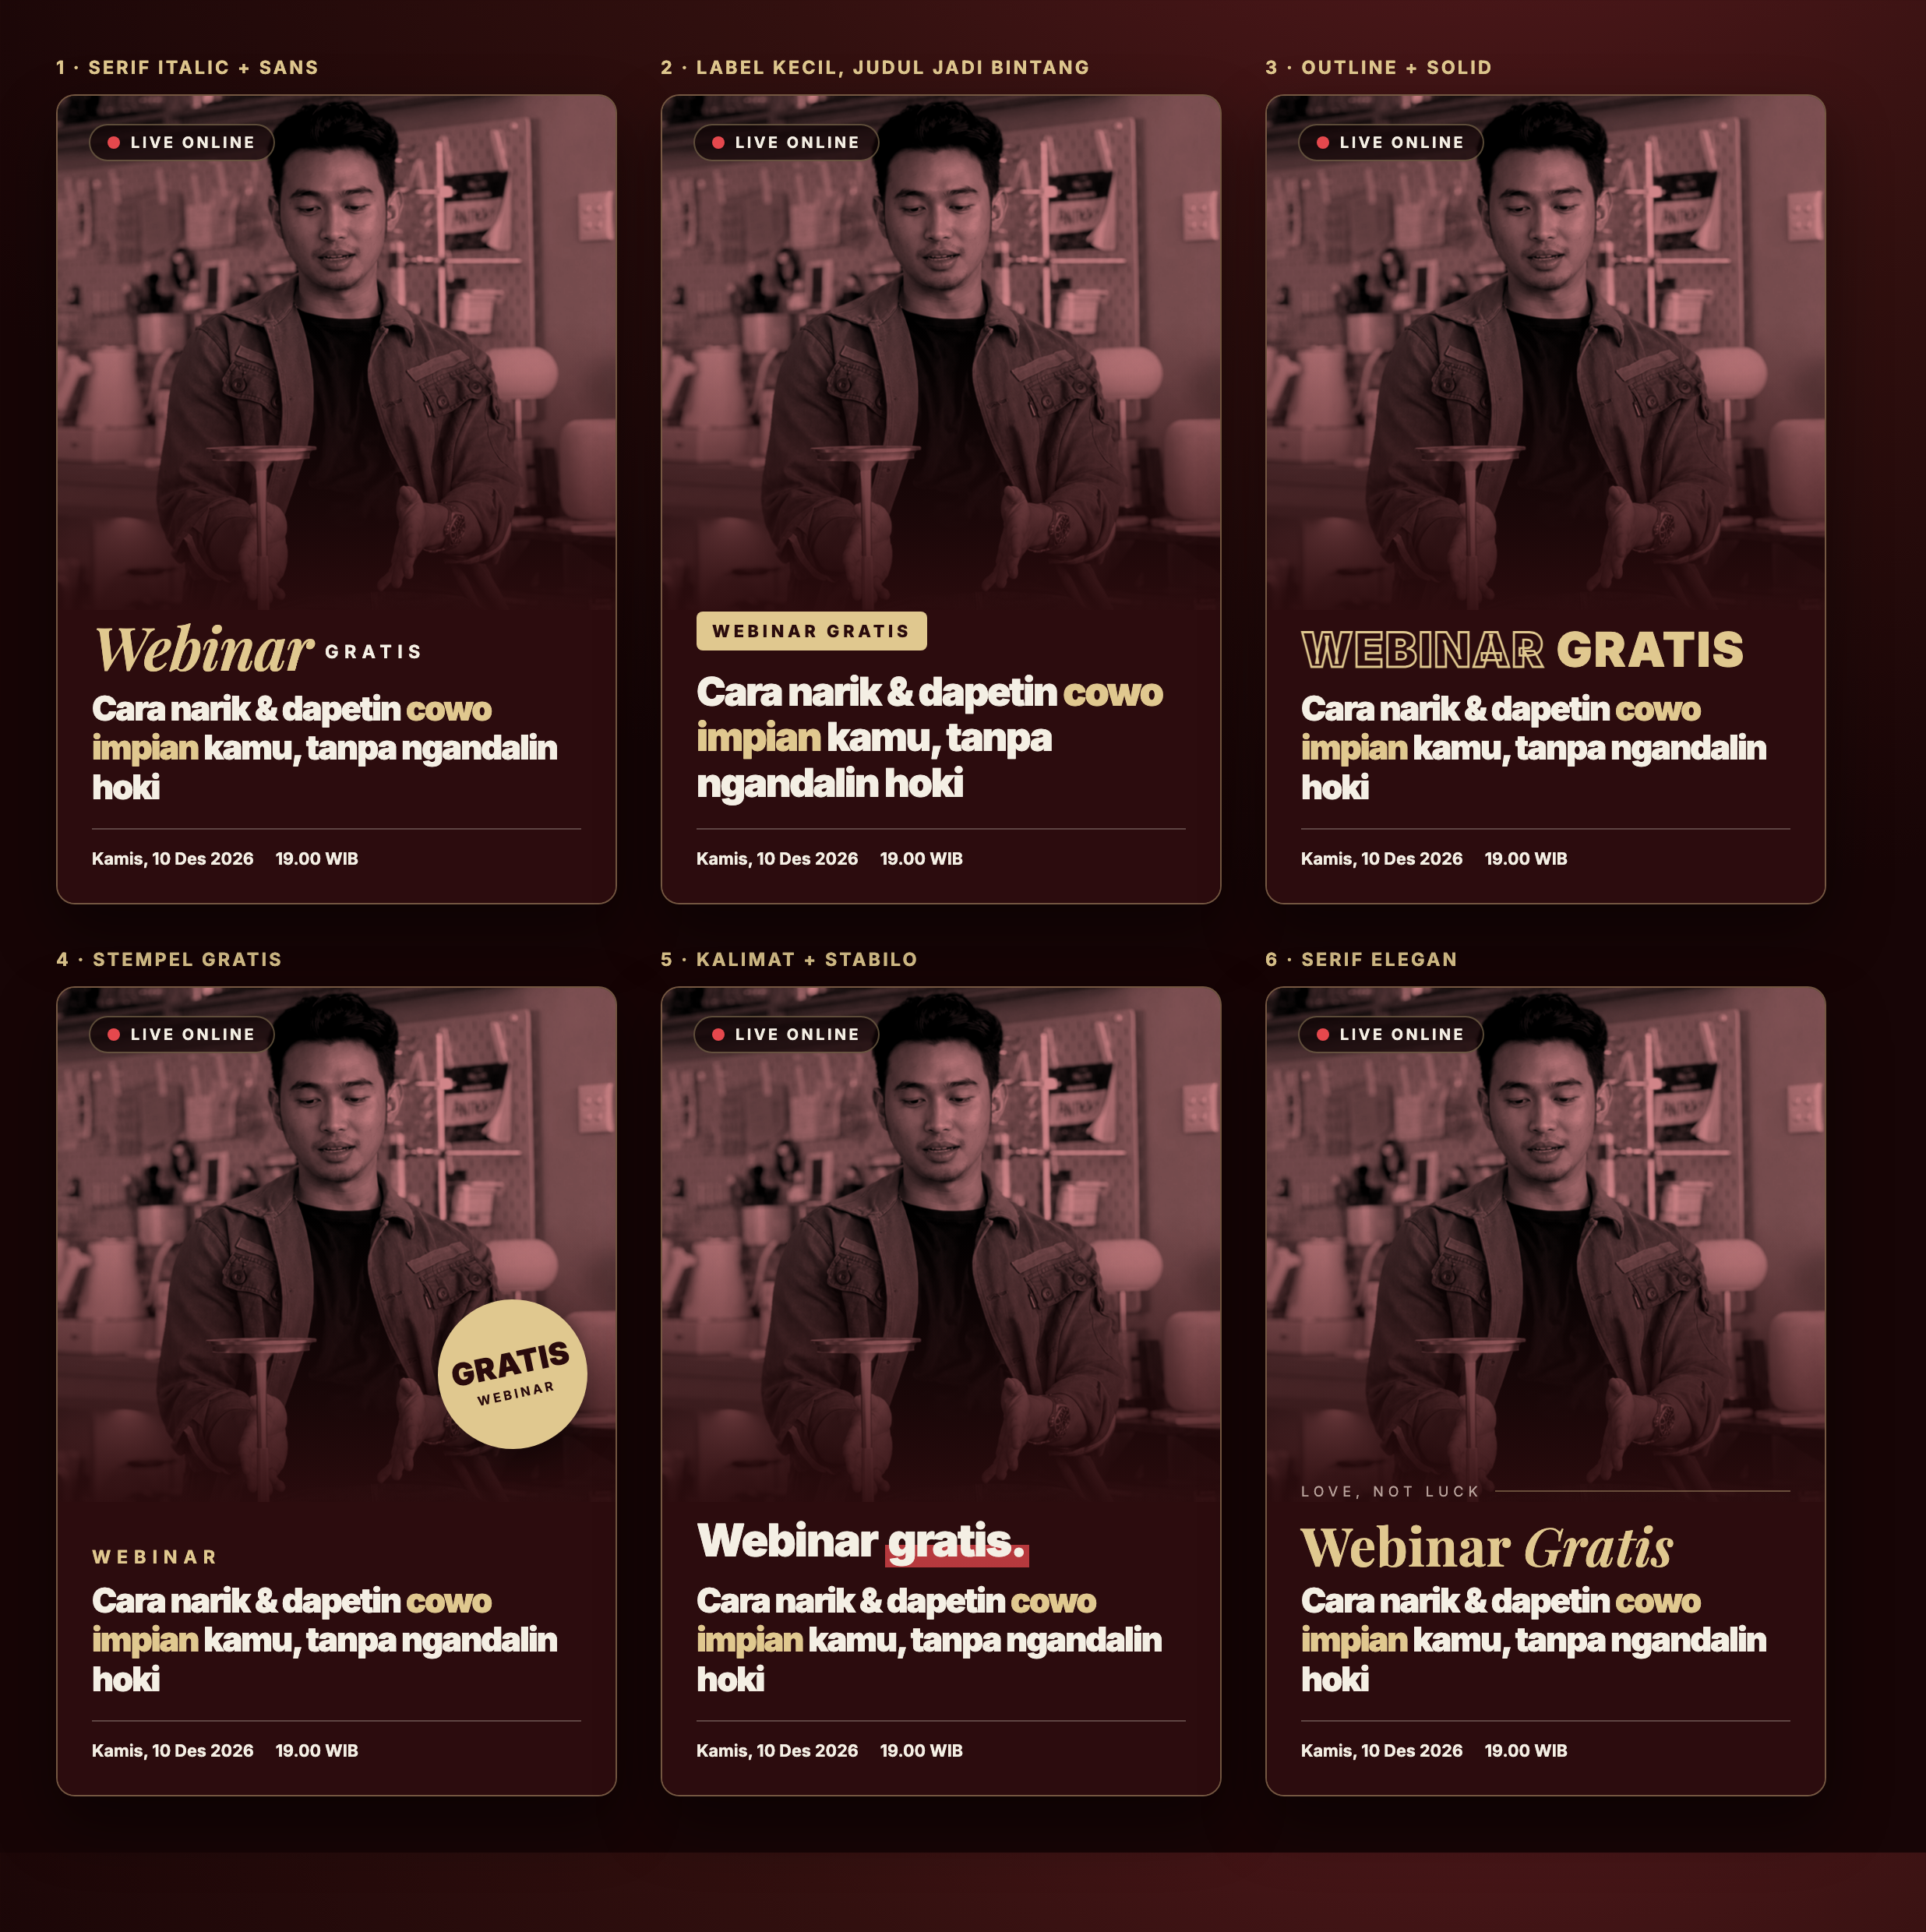 1 · SERIF ITALIC + SANS
LIVE ONLINE
Webinar GRATIS
Cara narik & dapetin cowo
impian kamu, tanpa ngandalin
hoki
Kamis, 10 Des 2026 19.00 WIB
2 · LABEL KECIL, JUDUL JADI BINTANG
LIVE ONLINE
WEBINAR GRATIS
Cara narik & dapetin cowo
impian kamu, tanpa
ngandalin hoki
Kamis, 10 Des 2026 19.00 WIB
3 · OUTLINE + SOLID
LIVE ONLINE
WEBINAR GRATIS
Cara narik & dapetin cowo
impian kamu, tanpa ngandalin
hoki
Kamis, 10 Des 2026 19.00 WIB
4 · STEMPEL GRATIS
LIVE ONLINE
GRATIS
WEBINAR
WEBINAR
Cara narik & dapetin cowo
impian kamu, tanpa ngandalin
hoki
Kamis, 10 Des 2026 19.00 WIB
5 · KALIMAT + STABILO
LIVE ONLINE
Webinar gratis.
Cara narik & dapetin cowo
impian kamu, tanpa ngandalin
hoki
Kamis, 10 Des 2026 19.00 WIB
6 · SERIF ELEGAN
LIVE ONLINE
LOVE, NOT LUCK
Webinar Gratis
Cara narik & dapetin cowo
impian kamu, tanpa ngandalin
hoki
Kamis, 10 Des 2026 19.00 WIB